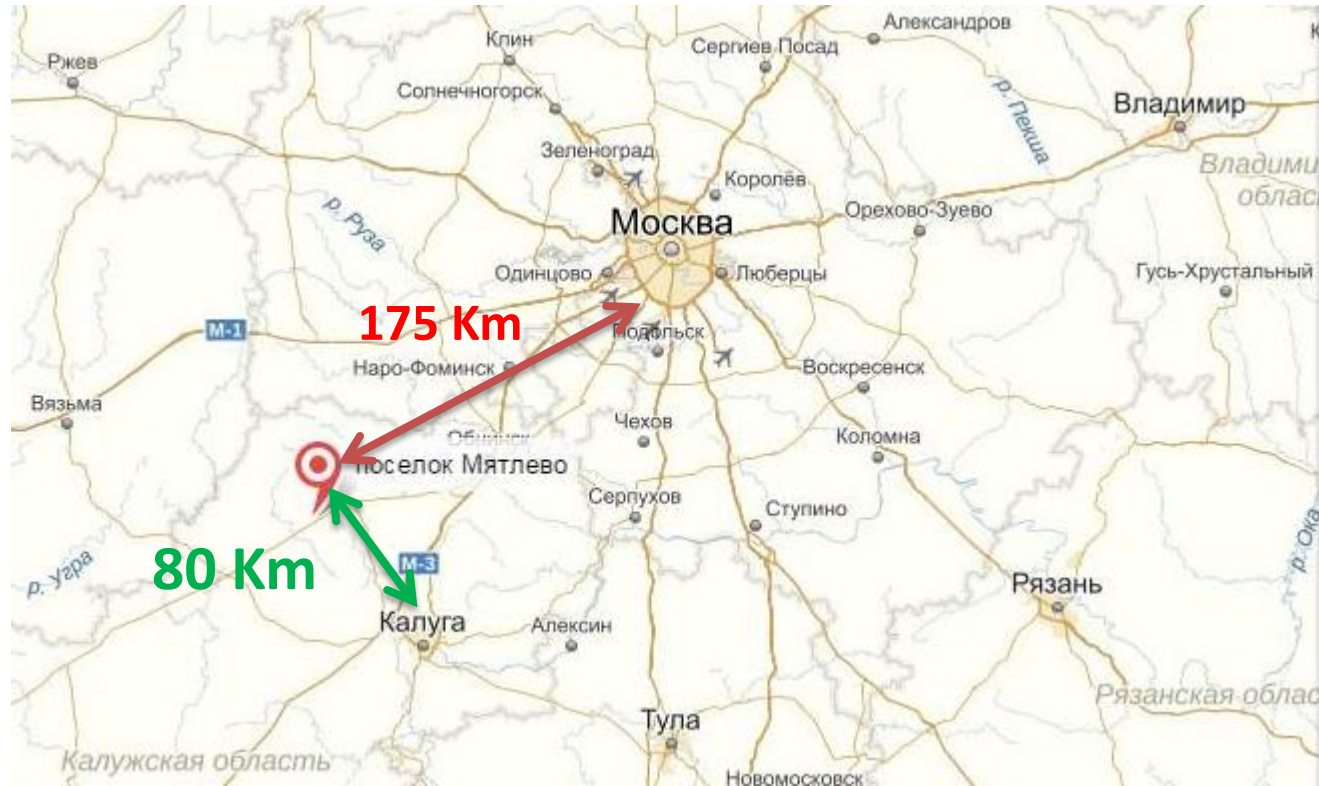 Александров
Клин
Сергиев Посад
Ржев
Солнечногорск
р. Пекша
Владимир
Зеленоград
Королёв
р. Руза
Москва
Орехово-Зуево
Одинцово
Люберцы
Гусь-Хрустальный
175 Km
М-1
Подольск
Наро-Фоминск
Воскресенск
Вязьма
Чехов
Коломна
Обнинск
поселок Мятлево
Серпухов
Ступино
р. Ока
80 Km
М-3
р. Угра
Рязань
Калуга
Алексин
Рязанская облас
Тула
Калужская область
Новомосковск
Владими
облас